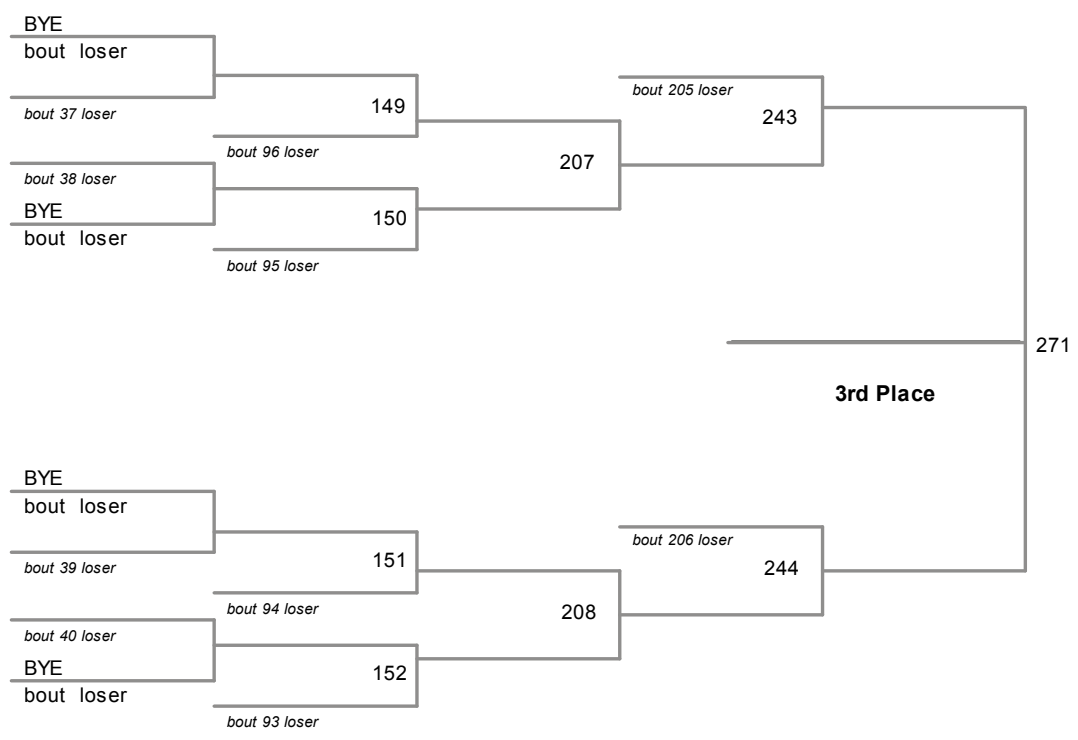 BYE
bout loser
bout 37 loser
149
bout 96 loser
bout 38 loser
BYE
bout loser
150
bout 95 loser
207
bout 205 loser
243
271
3rd Place
BYE
bout loser
bout 39 loser
151
bout 94 loser
bout 40 loser
BYE
bout loser
152
bout 93 loser
208
bout 206 loser
244